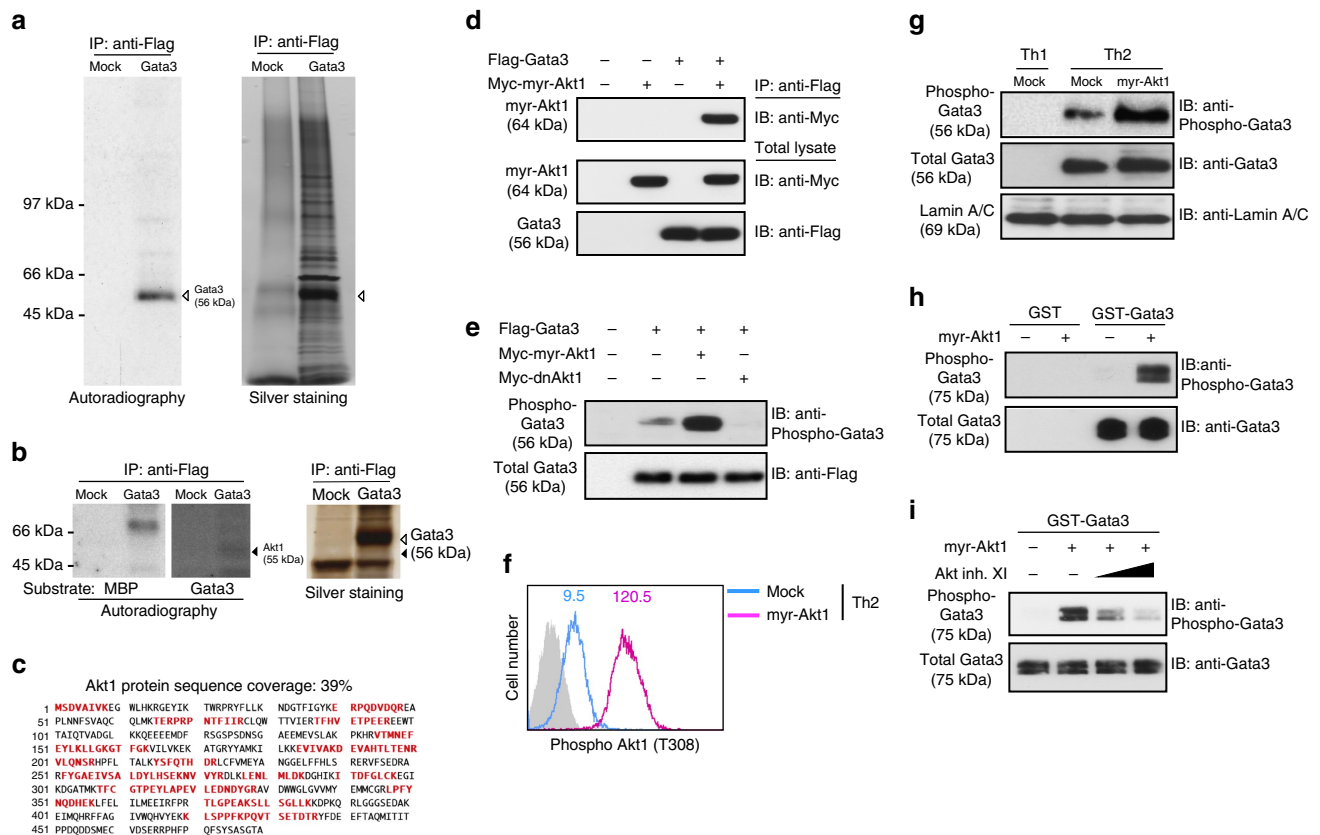 a
IP: anti-Flag
Mock Gata3
97 kDa
66 kDa
45 kDa
Gata3
(56 kDa)
Autoradiography
IP: anti-Flag
Mock Gata3
Silver staining
b
IP: anti-Flag
Mock Gata3 Mock Gata3
66 kDa
45 kDa
Akt1
(55 kDa)
Substrate: MBP Gata3
Autoradiography
IP: anti-Flag
Mock Gata3
Gata3
(56 kDa)
Silver staining
c
Akt1 protein sequence coverage: 39%
1 MSDVAIVKEG WLHKRGEYIK TWRPRYFLLK NDGTFIGYKE RPQDVDQREA
51 PLNNFSVAQC QLMKTERPRP NTFIIRCLQW TTVIERTFHV ETPEEREEWT
101 TAIQTVADGL KKQEEEEMDF RSGSPSDNSG AEEMEVSLAK PKHRVTMNEF
151 EYLKLLGKGT FGKVILVKEK ATGRYYAMKI LKKEVIVAKD EVAHTLTENR
201 VLQNSRHPFL TALKYSFQTH DRLCFVMEYA NGGELFFHLS RERVFSEDRA
251 RFYGAEIVSA LDYLHSEKNV VYRDLKLENL MLDKDGHIKI TDFGLCKEGI
301 KDGATMKTFC GTPEYLAPEV LEDNDYGRAV DWWGLGVVMY EMMCGRLPFY
351 NQDHEKLFEL ILMEEIRFPR TLGPEAKSLL SGLLKKDPKQ RLGGGSEDAK
401 EIMQHRFFAG IVWQHVYEKK LSPPFKPQVT SETDTRYFDE EFTAQMITIT
451 PPDQDDSMEC VDSERRPHFP QFSYSASGTA
d
Flag-Gata3 – – + +
Myc-myr-Akt1 – + – +
IP: anti-Flag
myr-Akt1
(64 kDa)
IB: anti-Myc
Total lysate
myr-Akt1
(64 kDa)
IB: anti-Myc
Gata3
(56 kDa)
IB: anti-Flag
e
Flag-Gata3 – + + +
Myc-myr-Akt1 – – + –
Myc-dnAkt1 – – – +
Phospho-
Gata3
(56 kDa)
IB: anti-
Phospho-Gata3
Total Gata3
(56 kDa)
IB: anti-Flag
f
9.5 120.5
Cell number
Phospho Akt1 (T308)
Mock
myr-Akt1
Th2
g
Th1 Th2
Mock Mock myr-Akt1
Phospho-
Gata3
(56 kDa)
IB: anti-
Phospho-Gata3
Total Gata3
(56 kDa)
IB: anti-Gata3
Lamin A/C
(69 kDa)
IB: anti-Lamin A/C
h
GST GST-Gata3
myr-Akt1 – + – +
Phospho-
Gata3
(75 kDa)
IB:anti-
Phospho-Gata3
Total Gata3
(75 kDa)
IB: anti-Gata3
i
GST-Gata3
myr-Akt1 – + + +
Akt inh. XI – –
Phospho-
Gata3
(75 kDa)
IB: anti-
Phospho-Gata3
Total Gata3
(75 kDa)
IB: anti-Gata3